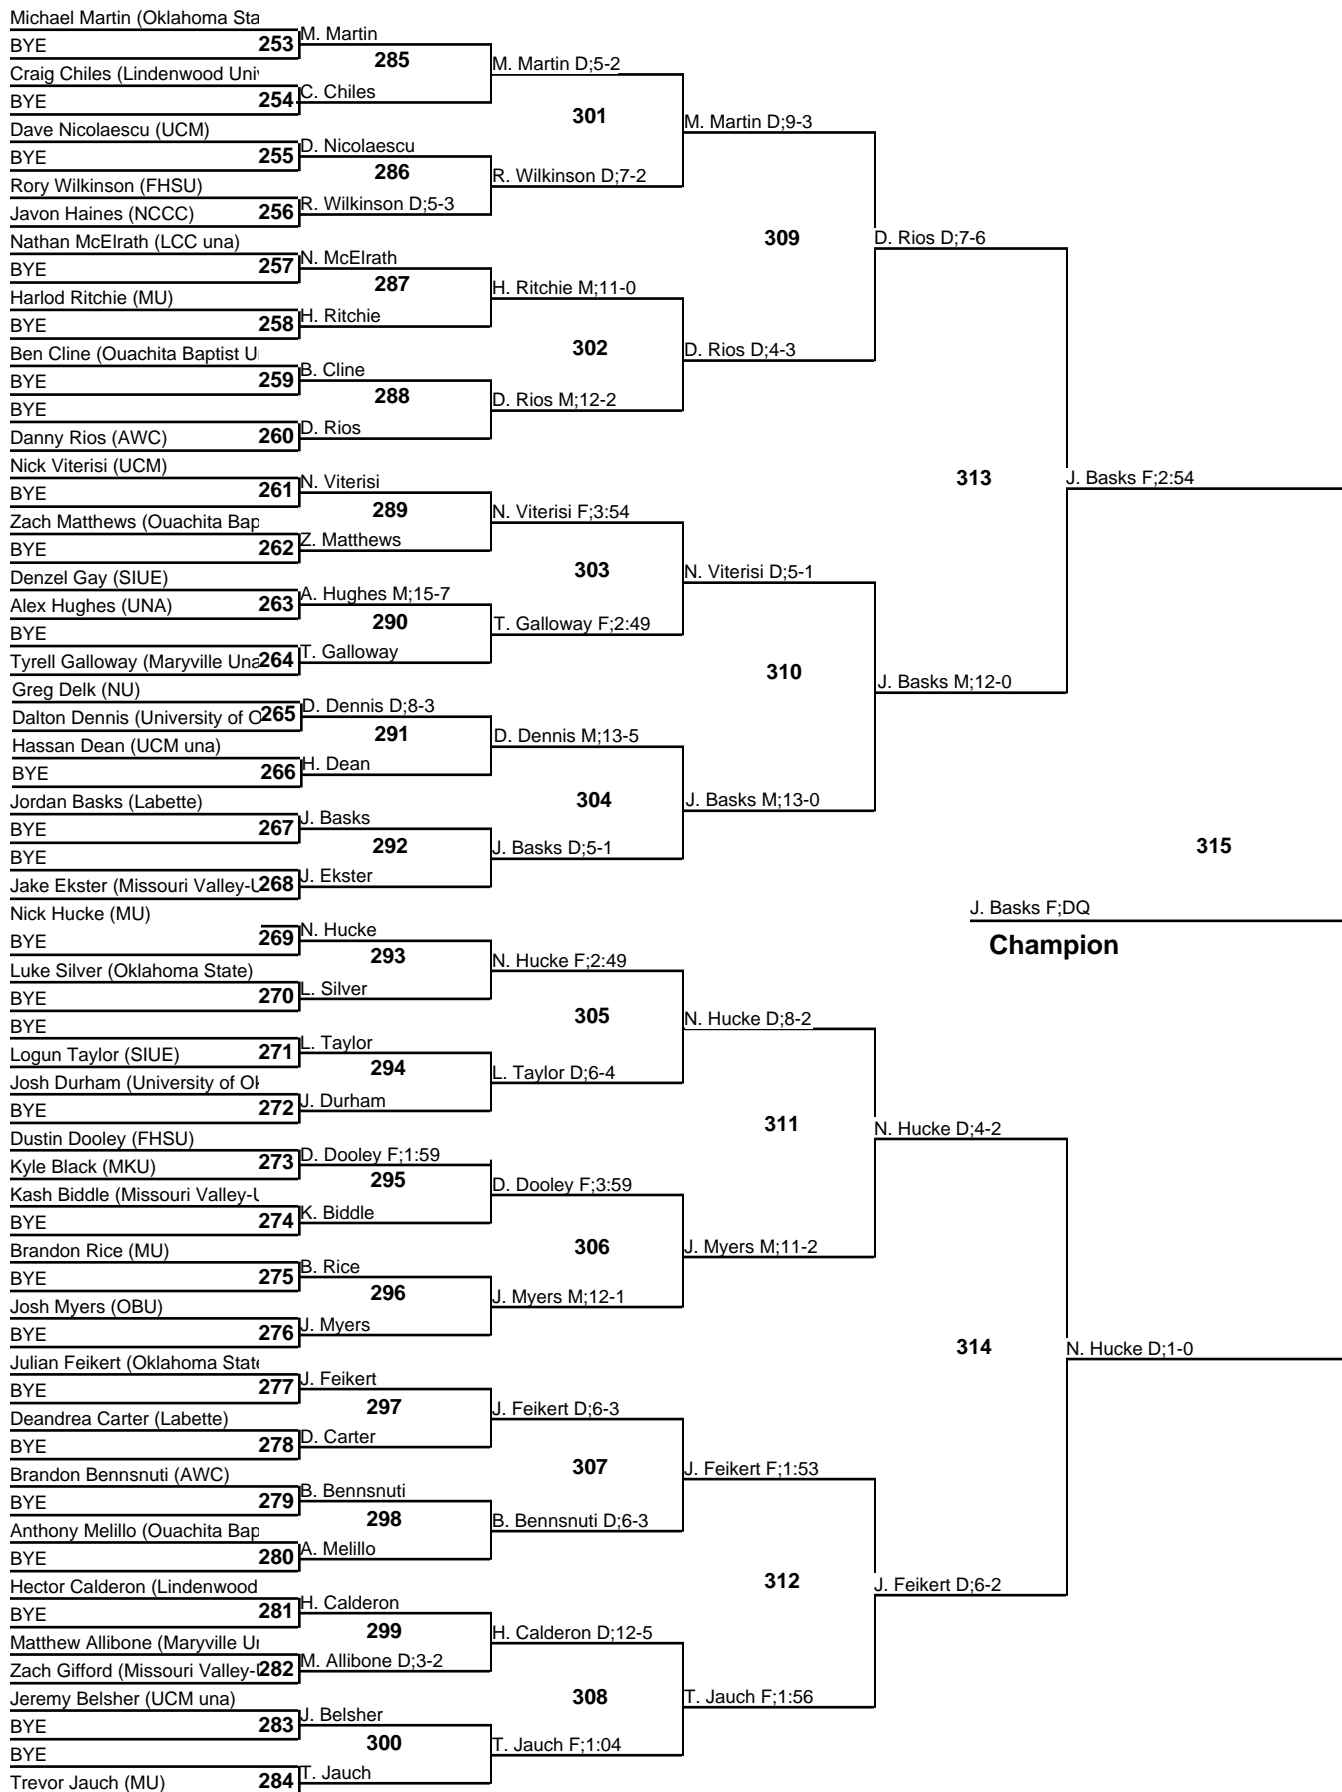 Michael Martin (Oklahoma Sta
BYE
253
M. Martin
285
Craig Chiles (Lindenwood Univ
BYE
254
C. Chiles
M. Martin D;5-2
301
Dave Nicolaescu (UCM)
BYE
255
D. Nicolaescu
286
Rory Wilkinson (FHSU)
Javon Haines (NCCC)
256
R. Wilkinson D;5-3
R. Wilkinson D;7-2
M. Martin D;9-3
309
Nathan McElrath (LCC una)
BYE
257
N. McElrath
287
Harlod Ritchie (MU)
BYE
258
H. Ritchie
H. Ritchie M;11-0
302
Ben Cline (Ouachita Baptist U
BYE
259
B. Cline
288
BYE
Danny Rios (AWC)
260
D. Rios
D. Rios M;12-2
D. Rios D;4-3
D. Rios D;7-6
313
Nick Viterisi (UCM)
BYE
261
N. Viterisi
289
Zach Matthews (Ouachita Bap
BYE
262
Z. Matthews
N. Viterisi F;3:54
303
Denzel Gay (SIUE)
Alex Hughes (UNA)
263
A. Hughes M;15-7
290
BYE
Tyrell Galloway (Maryville Una
264
T. Galloway
T. Galloway F;2:49
N. Viterisi D;5-1
310
Greg Delk (NU)
Dalton Dennis (University of O
265
D. Dennis D;8-3
291
Hassan Dean (UCM una)
BYE
266
H. Dean
D. Dennis M;13-5
304
Jordan Basks (Labette)
BYE
267
J. Basks
292
BYE
Jake Ekster (Missouri Valley-U
268
J. Ekster
J. Basks D;5-1
J. Basks M;13-0
J. Basks M;12-0
J. Basks F;2:54
315
J. Basks F;DQ
Champion
Nick Hucke (MU)
BYE
269
N. Hucke
293
Luke Silver (Oklahoma State)
BYE
270
L. Silver
N. Hucke F;2:49
305
BYE
Logun Taylor (SIUE)
271
L. Taylor
294
Josh Durham (University of Ok
BYE
272
J. Durham
L. Taylor D;6-4
N. Hucke D;8-2
311
Dustin Dooley (FHSU)
Kyle Black (MKU)
273
D. Dooley F;1:59
295
Kash Biddle (Missouri Valley-U
BYE
274
K. Biddle
D. Dooley F;3:59
306
Brandon Rice (MU)
BYE
275
B. Rice
296
Josh Myers (OBU)
BYE
276
J. Myers
J. Myers M;12-1
J. Myers M;11-2
N. Hucke D;4-2
314
Julian Feikert (Oklahoma State
BYE
277
J. Feikert
297
Deandrea Carter (Labette)
BYE
278
D. Carter
J. Feikert D;6-3
307
Brandon Bennsnuti (AWC)
BYE
279
B. Bennsnuti
298
Anthony Melillo (Ouachita Bap
BYE
280
A. Melillo
B. Bennsnuti D;6-3
J. Feikert F;1:53
312
Hector Calderon (Lindenwood
BYE
281
H. Calderon
299
Matthew Allibone (Maryville Un
Zach Gifford (Missouri Valley-U
282
M. Allibone D;3-2
H. Calderon D;12-5
308
Jeremy Belsher (UCM una)
BYE
283
J. Belsher
300
BYE
Trevor Jauch (MU)
284
T. Jauch
T. Jauch F;1:04
T. Jauch F;1:56
J. Feikert D;6-2
N. Hucke D;1-0